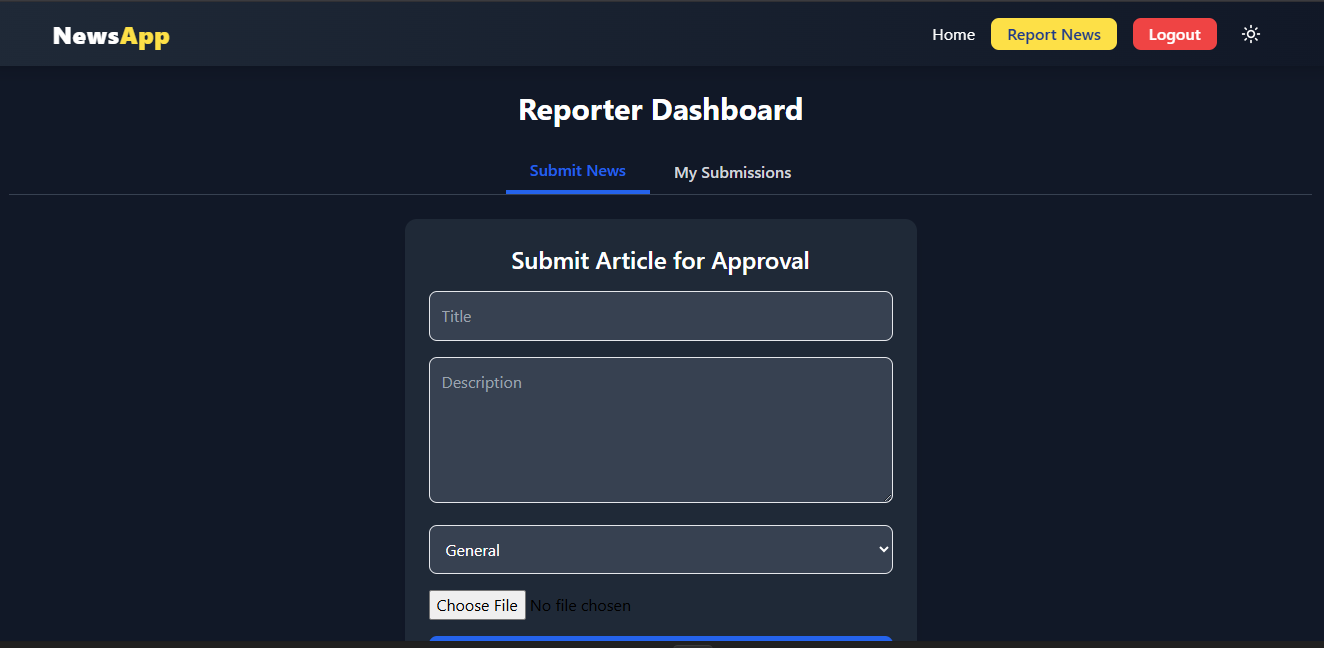 NewsApp Home Report News Logout
Reporter Dashboard
Submit News My Submissions
Submit Article for Approval
Title
Description
General
Choose File No file chosen